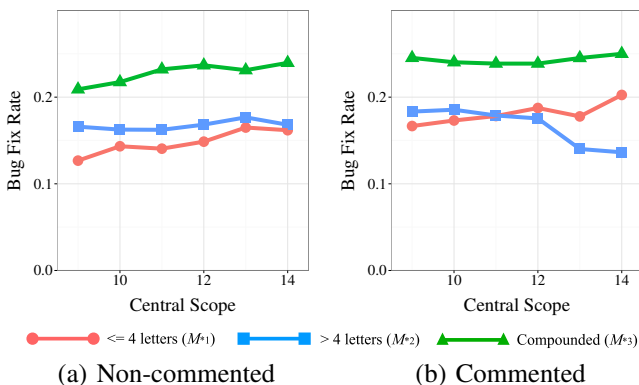 Bug Fix Rate
0.2
0.1
0.0
10
12
14
Central Scope
Bug Fix Rate
0.2
0.1
0.0
10
12
14
Central Scope
<= 4 letters (M*1)
> 4 letters (M*2)
Compounded (M*3)
(a) Non-commented
(b) Commented